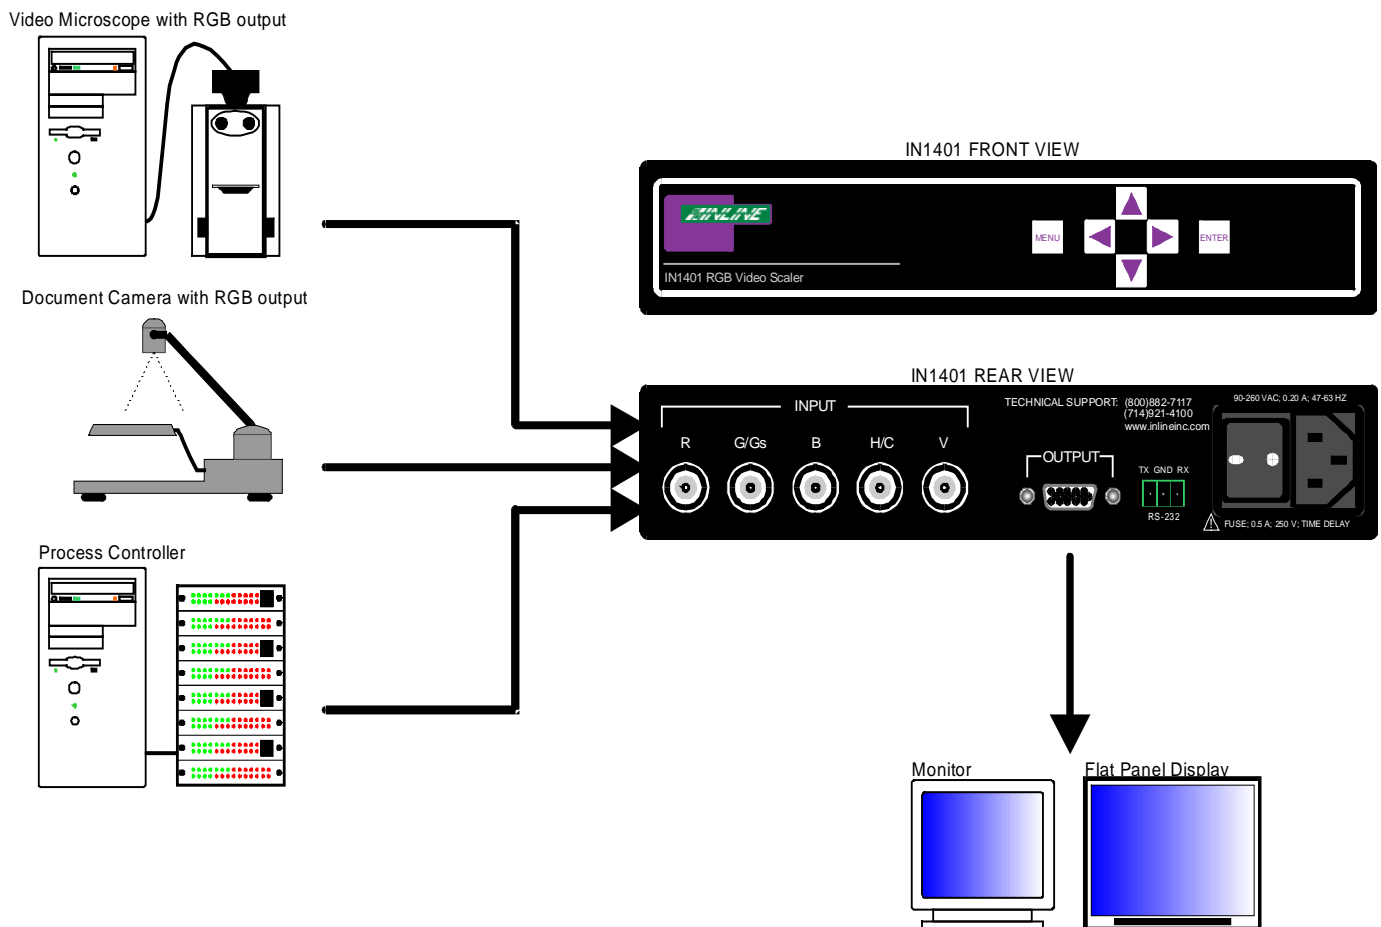 Video Microscope with RGB output
Document Camera with RGB output
Process Controller
IN1401 FRONT VIEW
INLINE
MENU
ENTER
IN1401 RGB Video Scaler
IN1401 REAR VIEW
INPUT
R G/Gs B H/C V
TECHNICAL SUPPORT: (800)882-7117
(714)921-4100
www.inlineinc.com
OUTPUT
TX GND RX
RS-232
90-260 VAC; 0.20 A; 47-63 HZ
FUSE; 0.5 A; 250 V; TIME DELAY
Monitor
Flat Panel Display